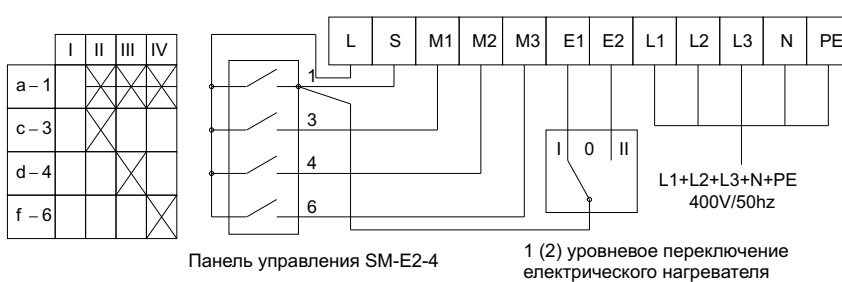 I II III IV
a – 1
c – 3
d – 4
f – 6
L S M1 M2 M3 E1 E2 L1 L2 L3 N PE
1
3
4
6
I 0 II
L1+L2+L3+N+PE
400V/50hz
Панель управления SM-E2-4
1 (2) уровневое переключение
електрического нагревателя